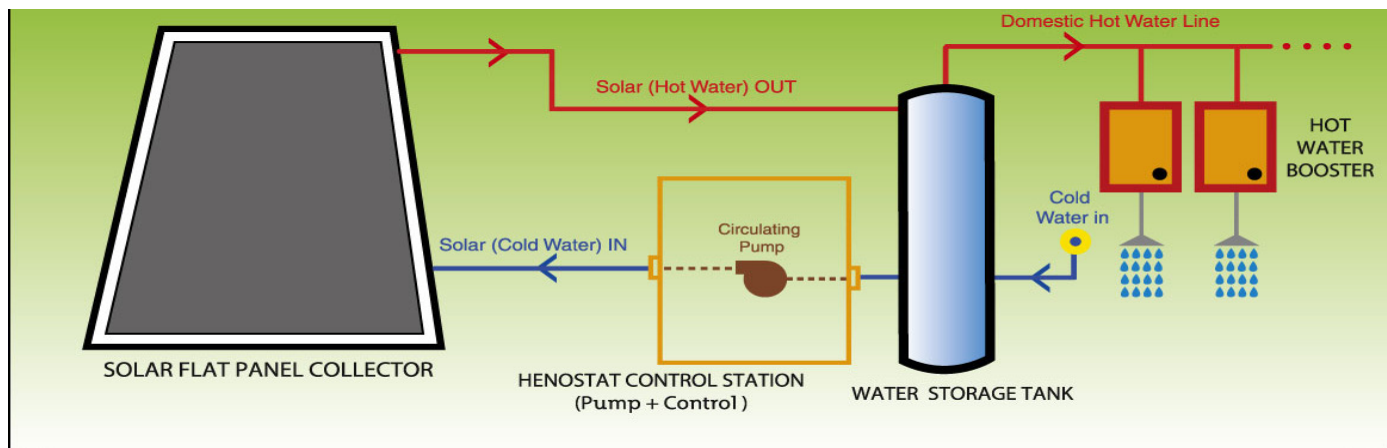 Domestic Hot Water Line
Solar (Hot Water) OUT
HOT
WATER
BOOSTER
Cold
Water in
Circulating
Pump
Solar (Cold Water) IN
SOLAR FLAT PANEL COLLECTOR
HENOSTAT CONTROL STATION
(Pump + Control )
WATER STORAGE TANK